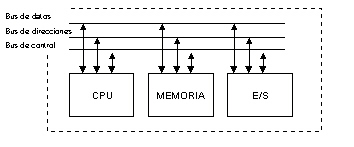 Bus de datos
Bus de direcciones
Bus de control
CPU MEMORIA E/S